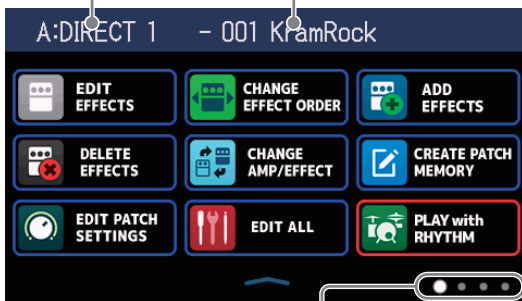 A:DIRECT 1 - 001 KramRock
EDIT
EFFECTS
CHANGE
EFFECT ORDER
ADD
EFFECTS
DELETE
EFFECTS
CHANGE
AMP/EFFECT
CREATE PATCH
MEMORY
EDIT PATCH
SETTINGS
EDIT ALL
PLAY with
RHYTHM